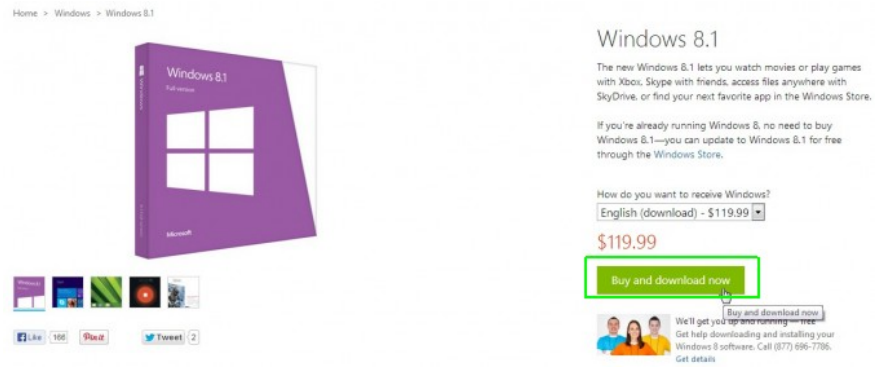 Home > Windows > Windows 8.1
Windows 8.1
Full version
Microsoft
Like 166 Pin it Tweet 2
Windows 8.1
The new Windows 8.1 lets you watch movies or play games
with Xbox, Skype with friends, access files anywhere with
SkyDrive, or find your next favorite app in the Windows Store.
If you're already running Windows 8, no need to buy
Windows 8.1—you can update to Windows 8.1 for free
through the Windows Store.
How do you want to receive Windows?
English (download) - $119.99
$119.99
Buy and download now
Buy and download now
We'll get you up and running — free
Get help downloading and installing your
Windows 8 software. Call (877) 696-7786.
Get details